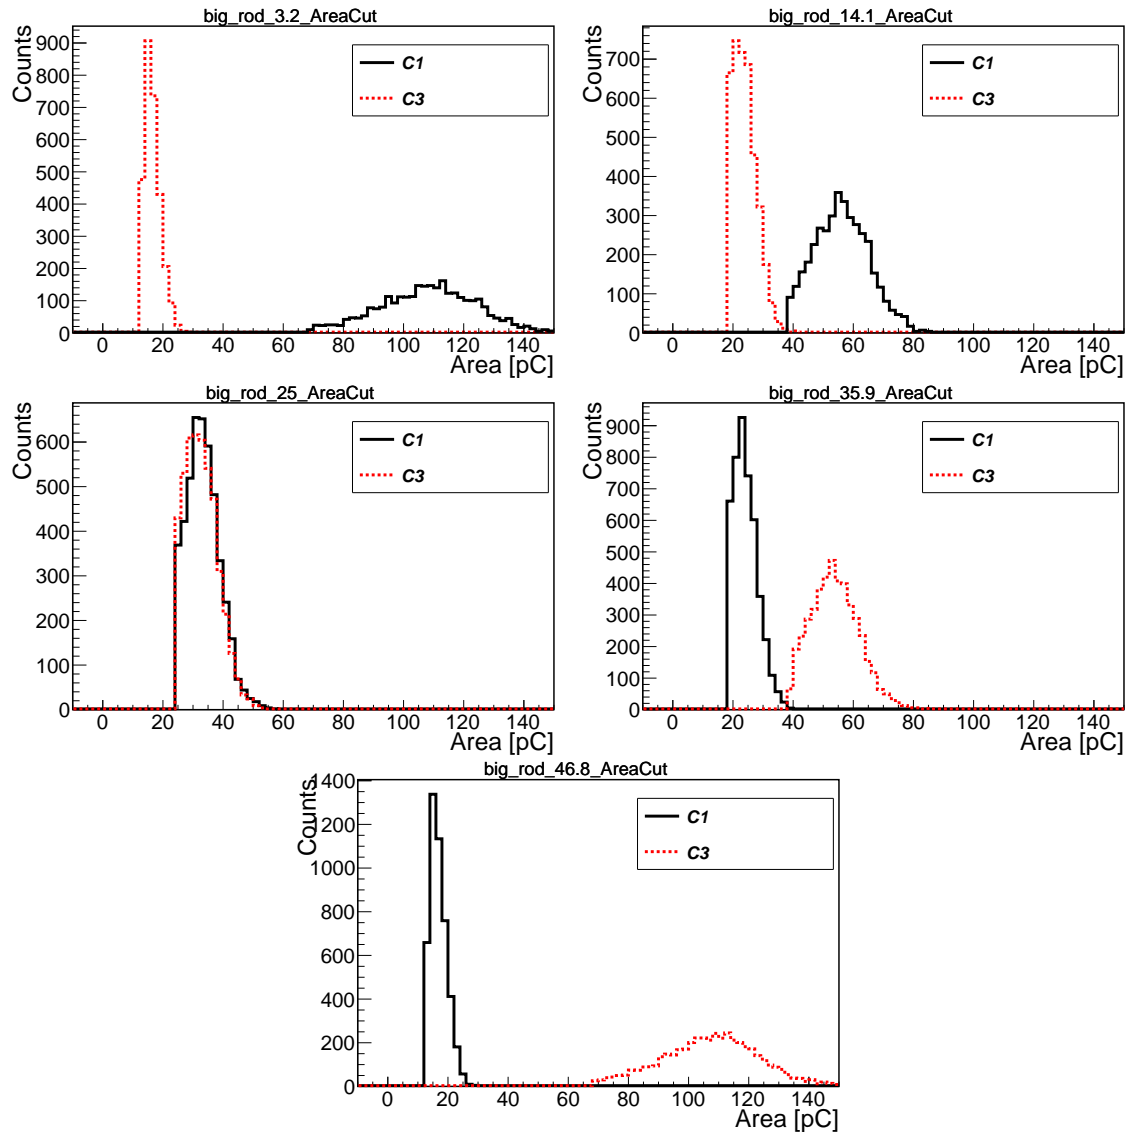 big_rod_3.2_AreaCut
Counts
900
800
700
600
500
400
300
200
100
0
C1
C3
0 20 40 60 80 100 120 140
Area [pC]
big_rod_14.1_AreaCut
Counts
700
600
500
400
300
200
100
0
C1
C3
0 20 40 60 80 100 120 140
Area [pC]
big_rod_25_AreaCut
Counts
600
500
400
300
200
100
0
C1
C3
0 20 40 60 80 100 120 140
Area [pC]
big_rod_35.9_AreaCut
Counts
900
800
700
600
500
400
300
200
100
0
C1
C3
0 20 40 60 80 100 120 140
Area [pC]
big_rod_46.8_AreaCut
Counts
1400
1200
1000
800
600
400
200
0
C1
C3
0 20 40 60 80 100 120 140
Area [pC]